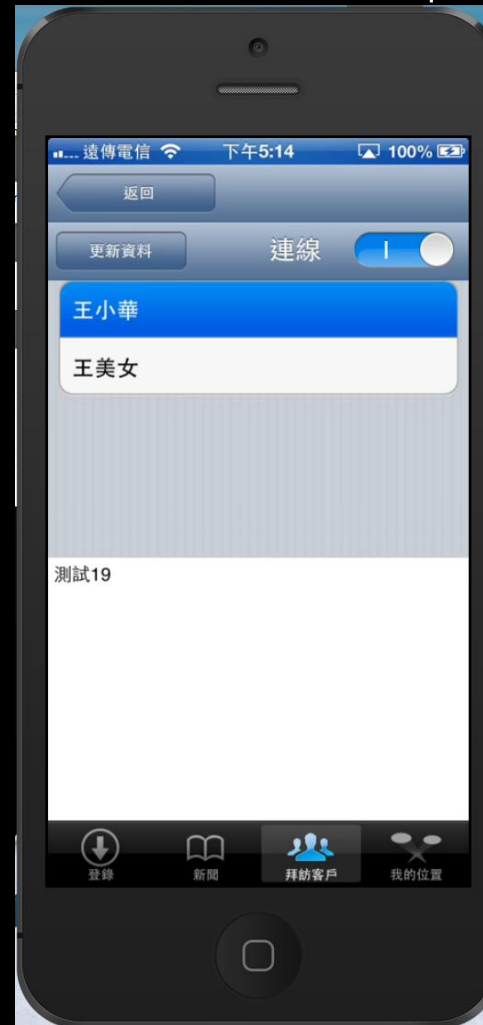 遠傳電信 下午5:14 100%
返回
更新資料 連線
王小華
王美女
測試19
登錄 新聞 拜訪客戶 我的位置